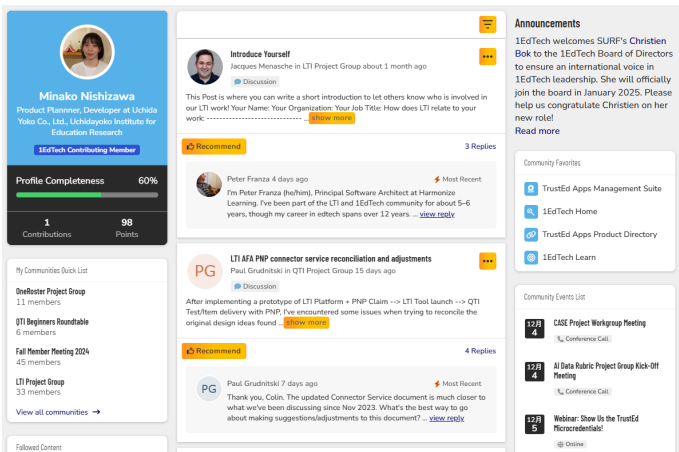 Minako Nishizawa
Product Plannner, Developer at Uchida
Yoko Co., Ltd., Uchidayoko Institute for
Education Research
1EdTech Contributing Member
Profile Completeness 60%
1 98
Contributions Points
My Communities Quick List
OneRoster Project Group
11 members
QTI Beginners Roundtable
6 members
Fall Member Meeting 2024
45 members
LTI Project Group
33 members
View all communities →
Followed Content
Introduce Yourself
Jacques Menasche in LTI Project Group about 1 month ago
Discussion
This Post is where you can write a short introduction to let others know who is involved in
our LTI work! Your Name: Your Organization: Your Job Title: How does LTI relate to your
work: ------------------------------ ... show more
Recommend 3 Replies
Peter Franza 4 days ago Most Recent
I'm Peter Franza (he/him), Principal Software Architect at Harmonize
Learning. I've been part of the LTI and 1EdTech community for about 5-6
years, though my career in edtech spans over 12 years. ... view reply
PG
LTI AFA PNP connector service reconciliation and adjustments
Paul Grudnitski in QTI Project Group 15 days ago
Discussion
After implementing a prototype of LTI Platform + PNP Claim --> LTI Tool launch --> QTI
Test/Item delivery with PNP, I've encountered some issues when trying to reconcile the
original design ideas found ... show more
Recommend 4 Replies
PG
Paul Grudnitski 7 days ago Most Recent
Thank you, Colin. The updated Connector Service document is much closer to
what we've been discussing since Nov 2023. What's the best way to go
about making suggestions/adjustments to this document? ... view reply
Announcements
1EdTech welcomes SURF's Christien
Bok to the 1EdTech Board of Directors
to ensure an international voice in
1EdTech leadership. She will officially
join the board in January 2025. Please
help us congratulate Christien on her
new role!
Read more
Community Favorites
TrustEd Apps Management Suite
1EdTech Home
TrustEd Apps Product Directory
1EdTech Learn
Community Events List
12月
4
CASE Project Workgroup Meeting
Conference Call
12月
4
AI Data Rubric Project Group Kick-Off
Meeting
Conference Call
12月
5
Webinar: Show Us the TrustEd
Microcredentials!
Online